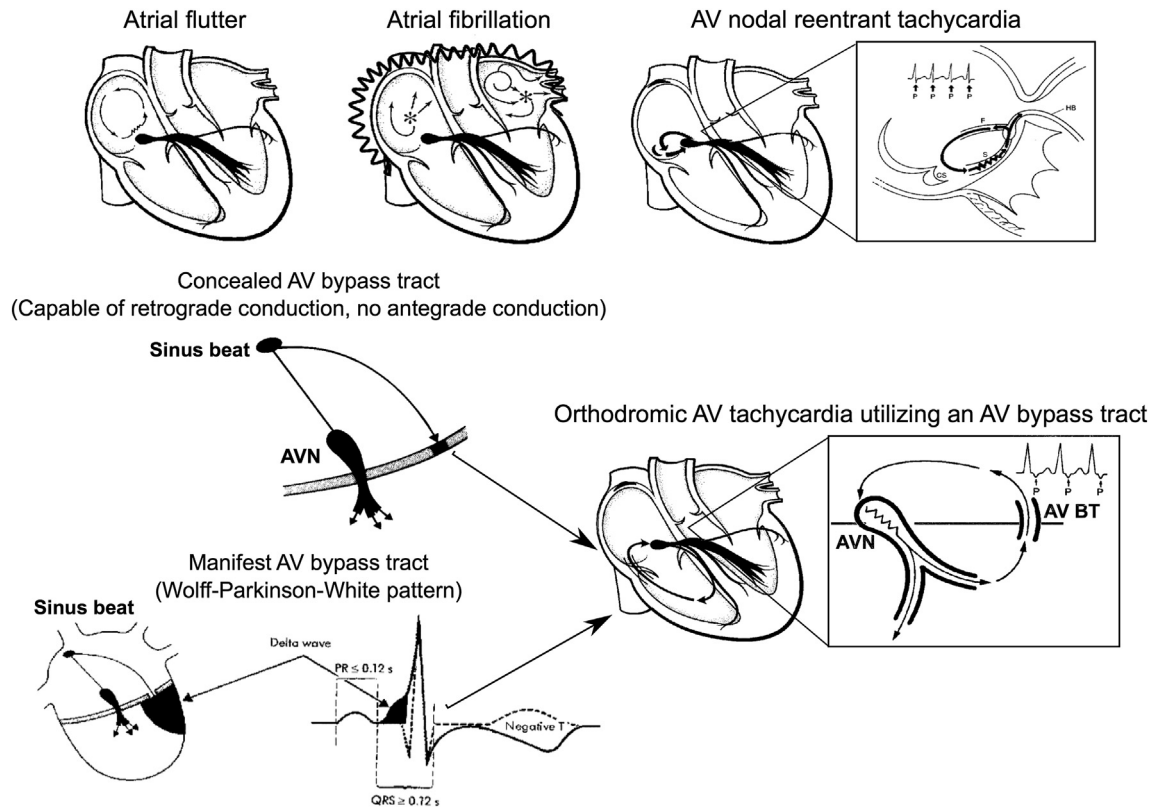 Atrial flutter
Atrial fibrillation
AV nodal reentrant tachycardia
P P P P
HB
F
S
CS
Concealed AV bypass tract
(Capable of retrograde conduction, no antegrade conduction)
Sinus beat
AVN
Orthodromic AV tachycardia utilizing an AV bypass tract
P P P
AV BT
AVN
Manifest AV bypass tract
(Wolff-Parkinson-White pattern)
Sinus beat
Delta wave
PR ≤ 0.12 s
Negative T
QRS ≥ 0.72 s